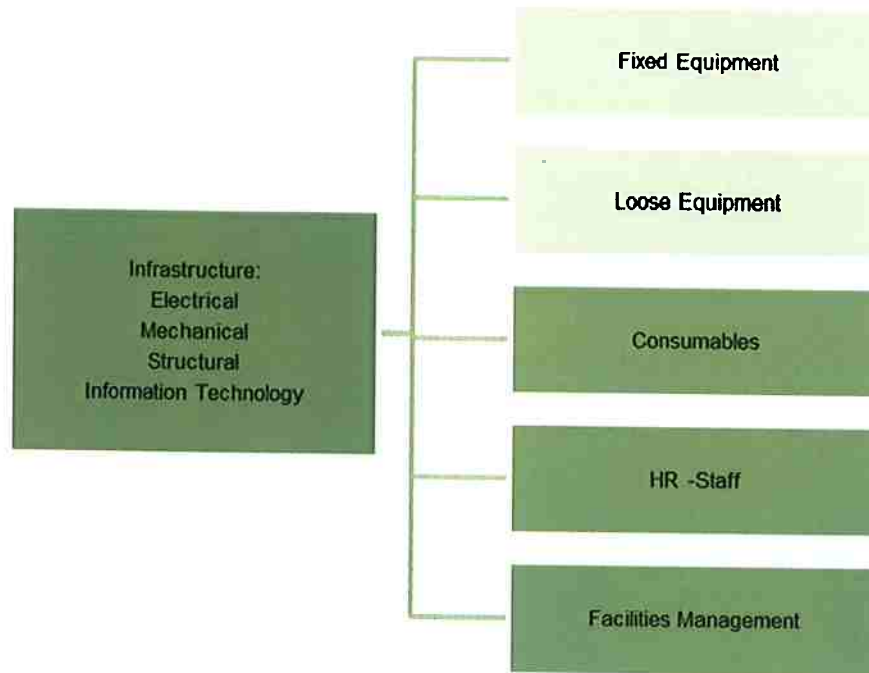 Infrastructure:
Electrical
Mechanical
Structural
Information Technology
Fixed Equipment
Loose Equipment
Consumables
HR -Staff
Facilities Management